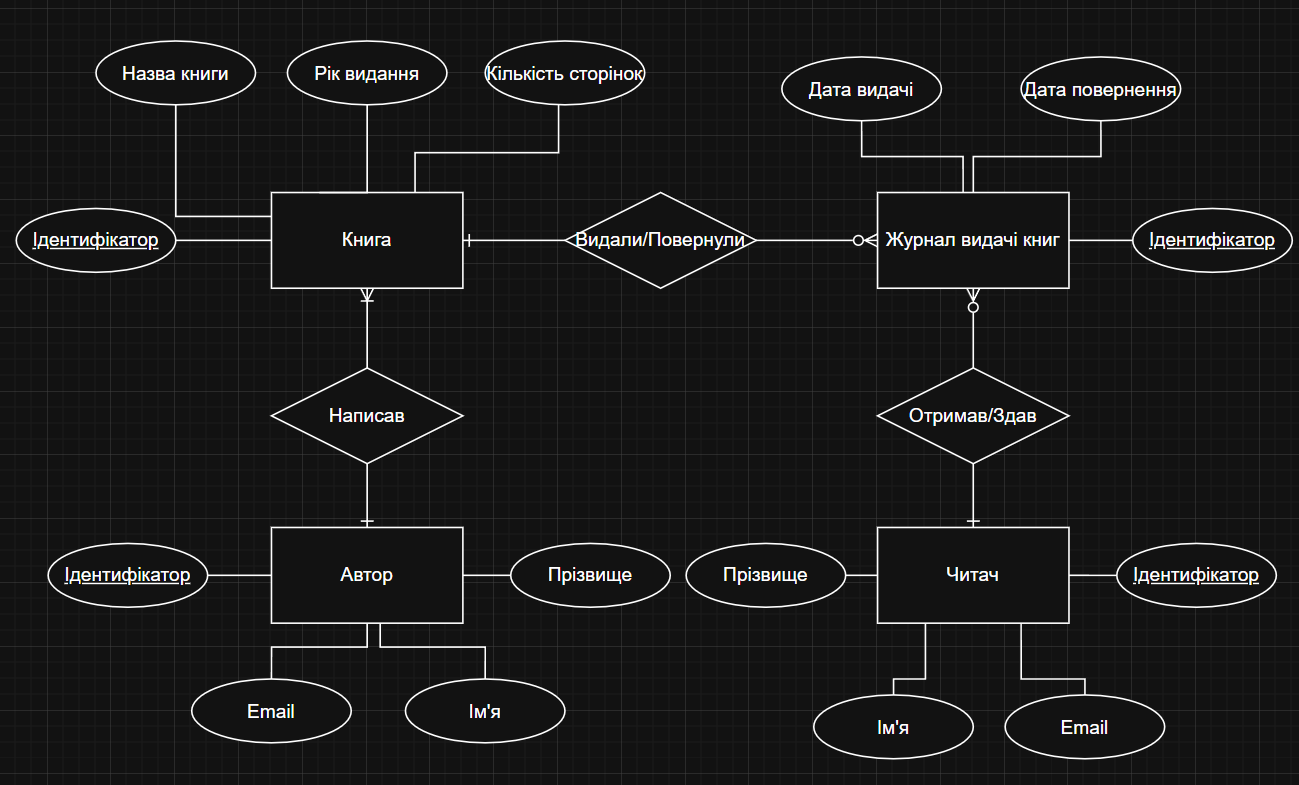 Назва книги
Рік видання
Кількість сторінок
Дата видачі
Дата повернення
Ідентифікатор
Книга
Видали/Повернули
Журнал видачі книг
Ідентифікатор
Написав
Отримав/Здав
Ідентифікатор
Автор
Прізвище
Прізвище
Читач
Ідентифікатор
Email
Ім'я
Ім'я
Email